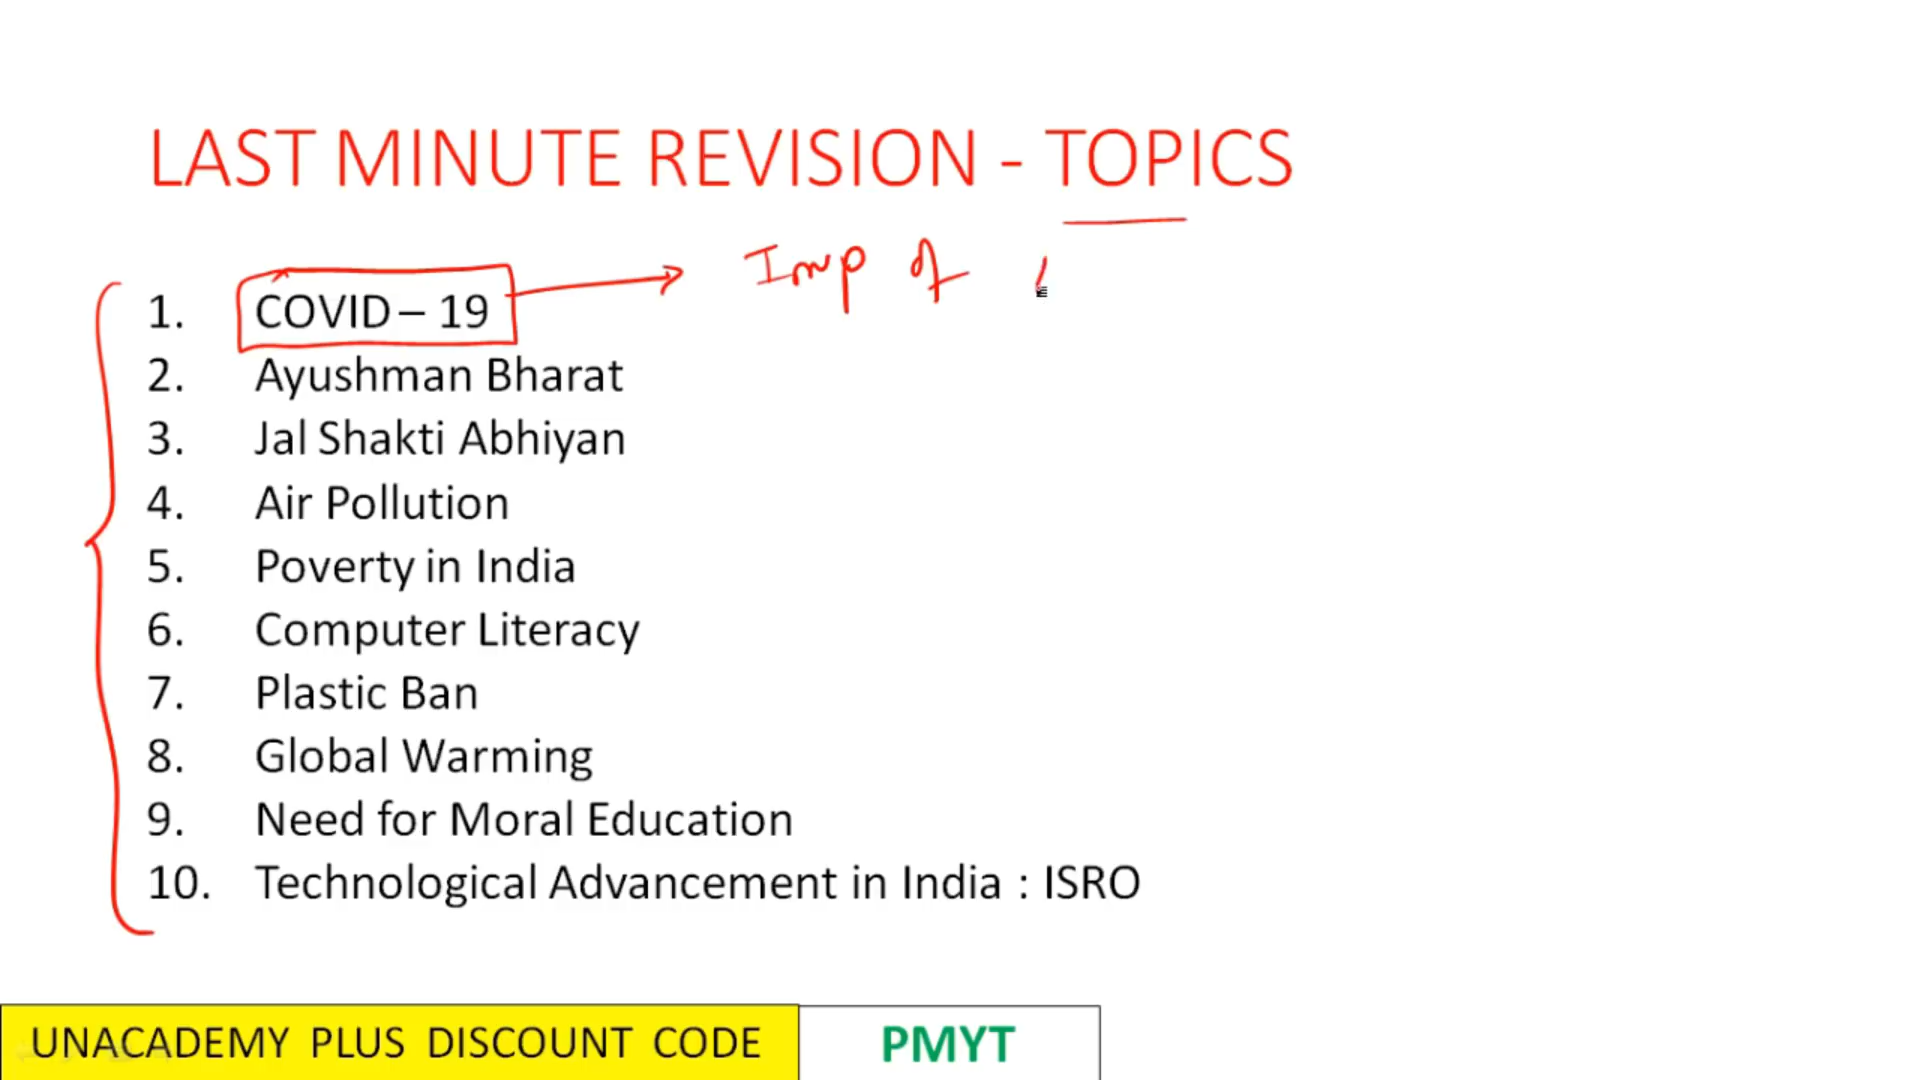 LAST MINUTE REVISION - TOPICS
Imp of
1. COVID – 19
2. Ayushman Bharat
3. Jal Shakti Abhiyan
4. Air Pollution
5. Poverty in India
6. Computer Literacy
7. Plastic Ban
8. Global Warming
9. Need for Moral Education
10. Technological Advancement in India : ISRO
UNACADEMY PLUS DISCOUNT CODE PMYT